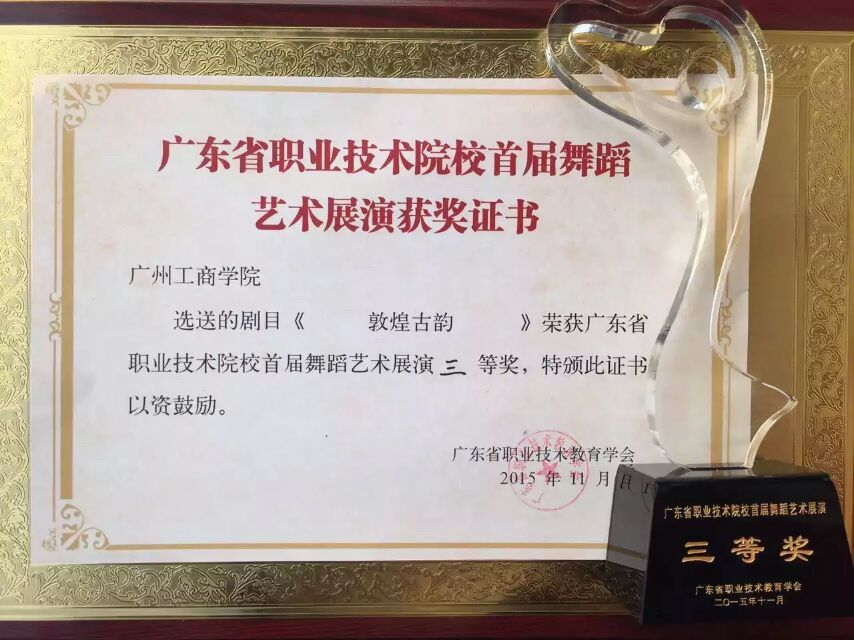 广东省职业技术院校首届舞蹈
艺术展演获奖证书
广州工商学院
选送的剧目《 敦煌古韵 》荣获广东省
职业技术院校首届舞蹈艺术展演三等奖，特颁此证书
以资鼓励。
广东省职业技术教育学会
2015 年 11 月 日
广东省职业技术院校首届舞蹈艺术展演
三等奖
广东省职业技术教育学会
二〇一五年十一月